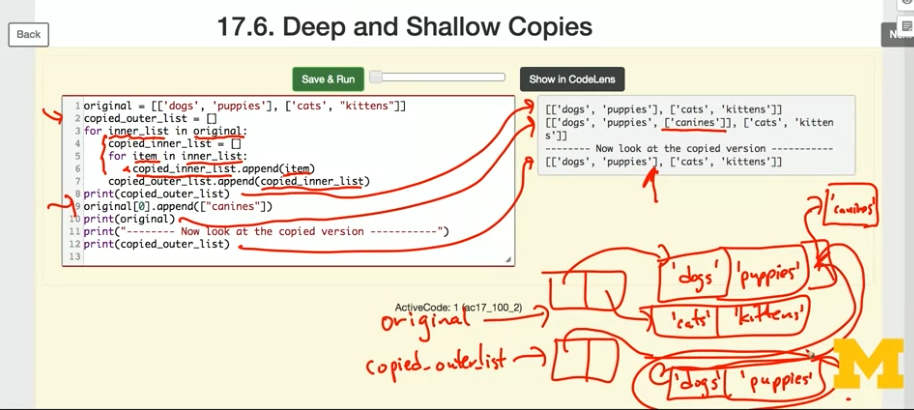 17.6. Deep and Shallow Copies
Back
Save & Run
Show in CodeLens
1 original = [['dogs', 'puppies'], ['cats', "kittens"]]
2 copied_outer_list = []
3 for inner_list in original:
4 copied_inner_list = []
5 for item in inner_list:
6 copied_inner_list.append(item)
7 copied_outer_list.append(copied_inner_list)
8 print(copied_outer_list)
9 original[0].append(["canines"])
10 print(original)
11 print("-------- Now look at the copied version -----------")
12 print(copied_outer_list)
13
[['dogs', 'puppies'], ['cats', 'kittens']]
[['dogs', 'puppies', ['canines']], ['cats', 'kitten
s']]
-------- Now look at the copied version -----------
[['dogs', 'puppies'], ['cats', 'kittens']]
'canines'
'dogs' 'puppies'
ActiveCode: 1 (ac17_100_2)
'cats' 'kittens'
original
copied_outerlist
'dogs' 'puppies'
M